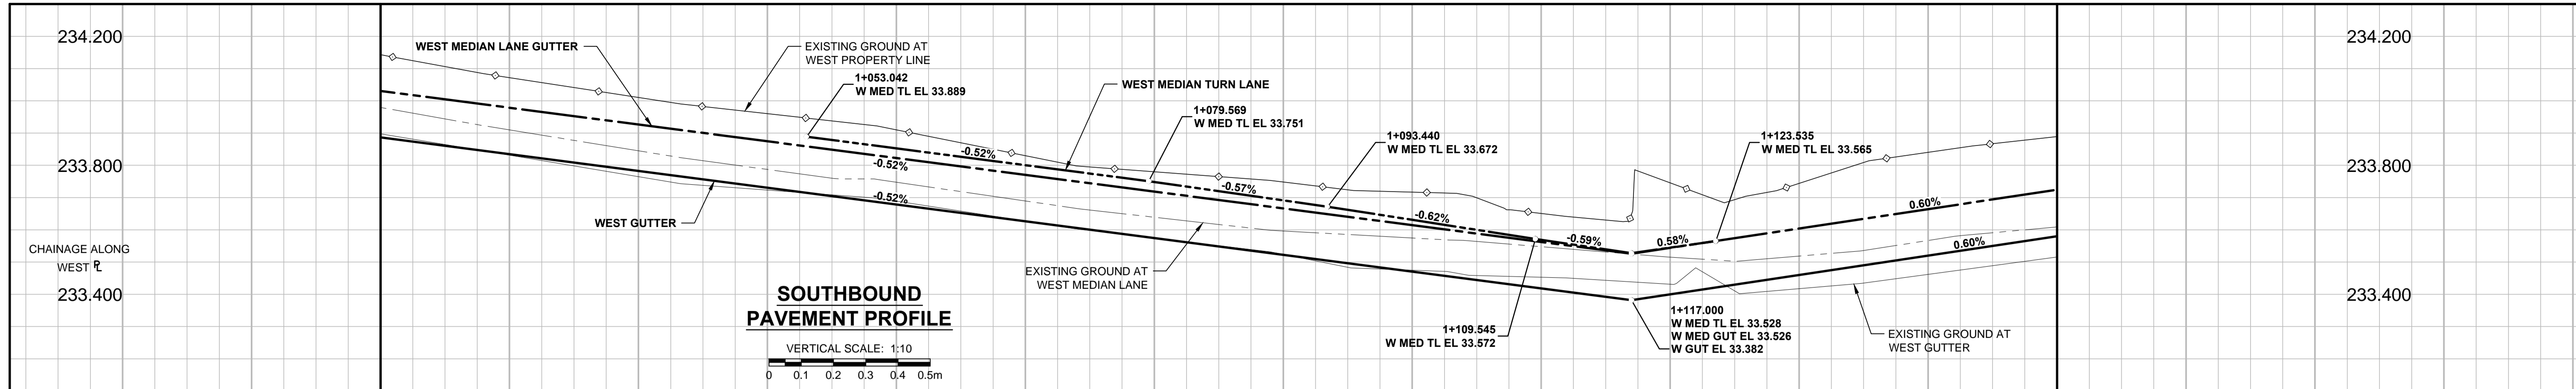 234.200
234.200
WEST MEDIAN LANE GUTTER
EXISTING GROUND AT
WEST PROPERTY LINE
1+053.042
W MED TL EL 33.889
WEST MEDIAN TURN LANE
1+079.569
W MED TL EL 33.751
1+093.440
W MED TL EL 33.672
1+123.535
W MED TL EL 33.565
233.800
233.800
-0.52%
-0.52%
-0.52%
-0.57%
-0.62%
-0.59%
0.58%
0.60%
0.60%
WEST GUTTER
CHAINAGE ALONG
WEST PL
233.400
233.400
EXISTING GROUND AT
WEST MEDIAN LANE
SOUTHBOUND
PAVEMENT PROFILE
VERTICAL SCALE: 1:10
0 0.1 0.2 0.3 0.4 0.5m
1+109.545
W MED TL EL 33.572
1+117.000
W MED TL EL 33.528
W MED GUT EL 33.526
W GUT EL 33.382
EXISTING GROUND AT
WEST GUTTER